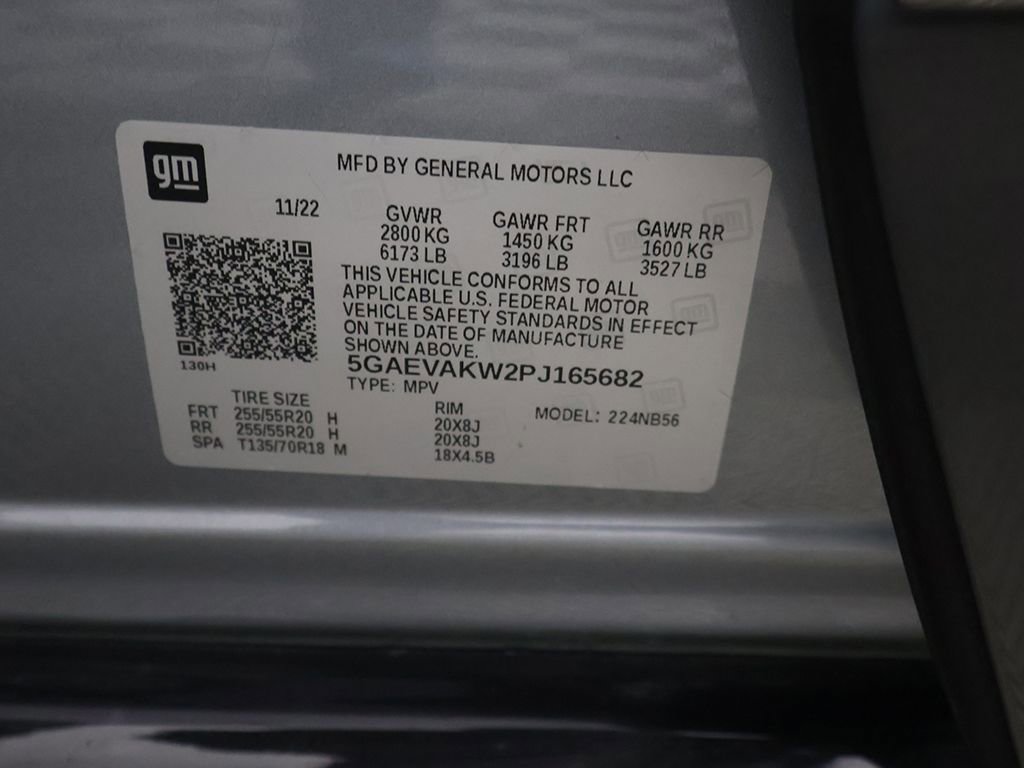 gm
MFD BY GENERAL MOTORS LLC
11/22
GVWR
2800 KG
6173 LB
GAWR FRT
1450 KG
3196 LB
GAWR RR
1600 KG
3527 LB
THIS VEHICLE CONFORMS TO ALL
APPLICABLE U.S. FEDERAL MOTOR
VEHICLE SAFETY STANDARDS IN EFFECT
ON THE DATE OF MANUFACTURE
SHOWN ABOVE.
130H
5GAEVAKW2PJ165682
TYPE: MPV
MODEL: 224NB56
TIRE SIZE
RIM
FRT 255/55R20 H 20X8J
RR 255/55R20 H 20X8J
SPA T135/70R18 M 18X4.5B